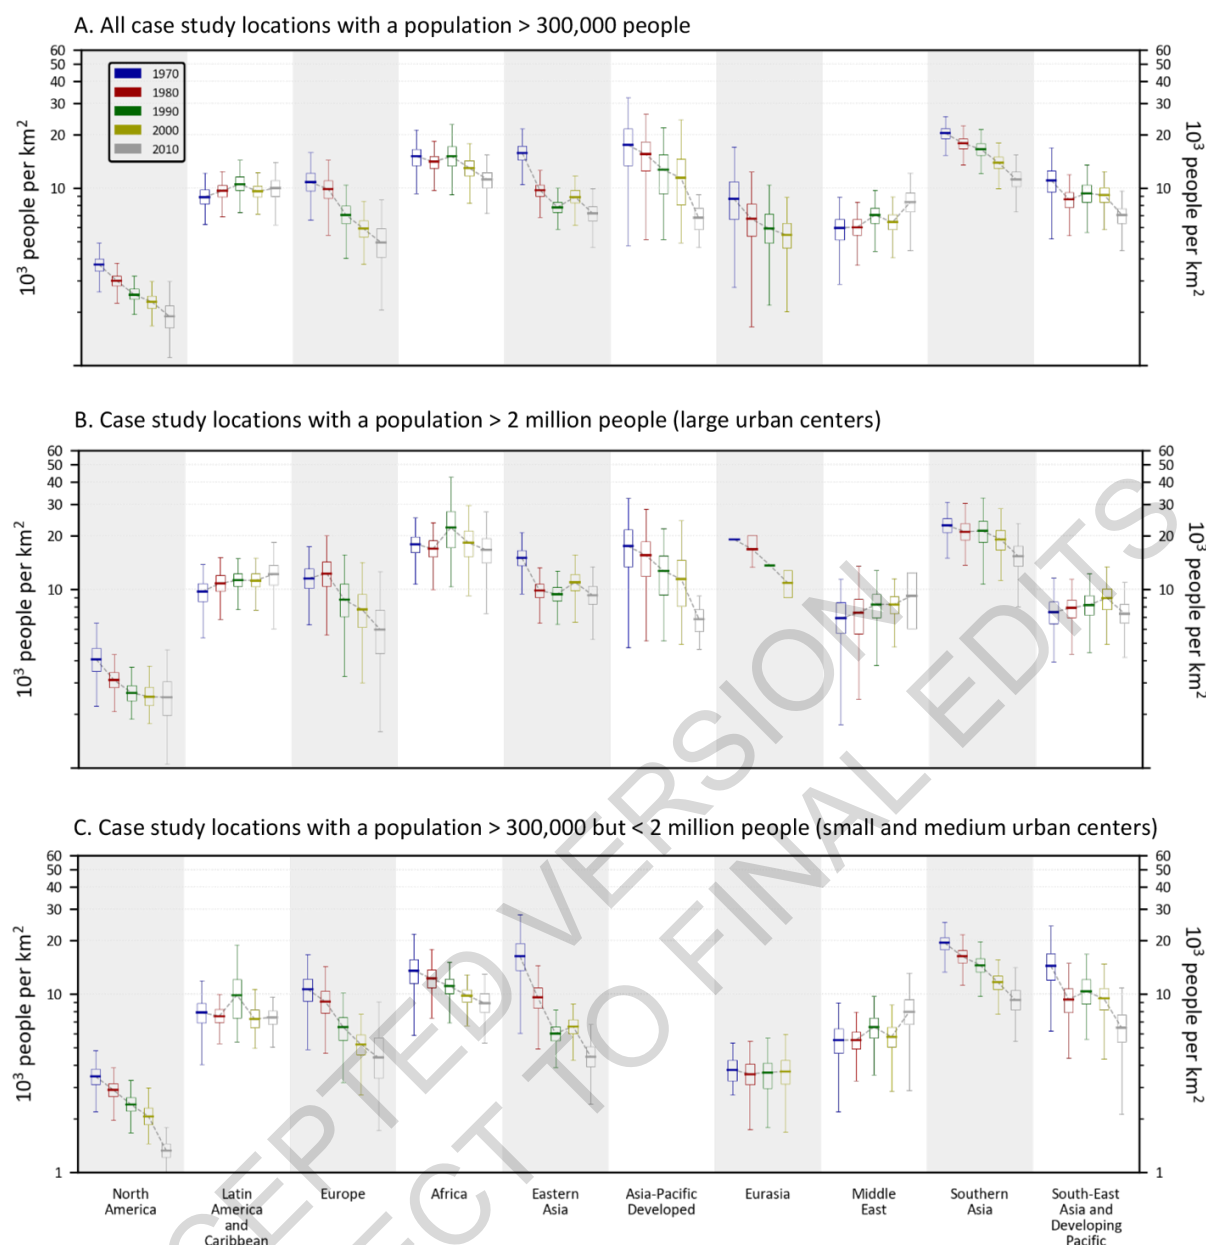 A. All case study locations with a population > 300,000 people
60
50
40
30
20
10
10³ people per km²
1970
1980
1990
2000
2010
60
50
40
30
20
10
10³ people per km²
B. Case study locations with a population > 2 million people (large urban centers)
60
50
40
30
20
10
10³ people per km²
60
50
40
30
20
10
10³ people per km²
C. Case study locations with a population > 300,000 but < 2 million people (small and medium urban centers)
60
50
40
30
20
10
1
10³ people per km²
60
50
40
30
20
10
1
10³ people per km²
North
America
Latin
America
and
Caribbean
Europe
Africa
Eastern
Asia
Asia-Pacific
Developed
Eurasia
Middle
East
Southern
Asia
South-East
Asia and
Developing
Pacific
CEPTED VERSION
ECT TO FINAL EDITS